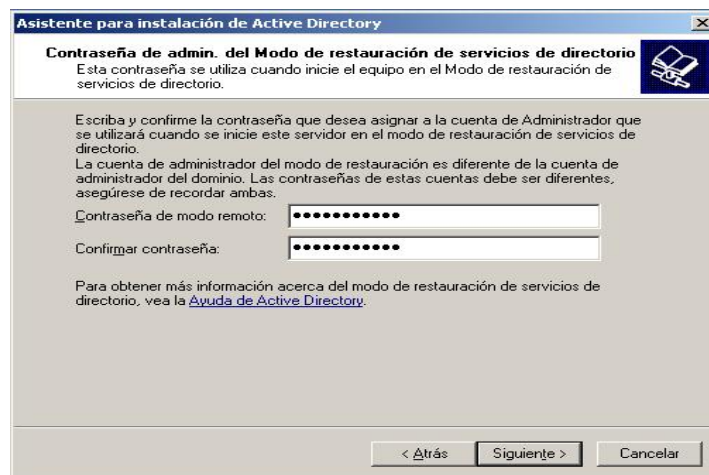 Asistente para instalación de Active Directory
Contraseña de admin. del Modo de restauración de servicios de directorio
Esta contraseña se utiliza cuando inicie el equipo en el Modo de restauración de
servicios de directorio.
Escriba y confirme la contraseña que desea asignar a la cuenta de Administrador que
se utilizará cuando se inicie este servidor en el modo de restauración de servicios de
directorio.
La cuenta de administrador del modo de restauración es diferente de la cuenta de
administrador del dominio. Las contraseñas de estas cuentas debe ser diferentes,
asegúrese de recordar ambas.
Contraseña de modo remoto: ●●●●●●●●●●●
Confirmar contraseña: ●●●●●●●●●●●
Para obtener más información acerca del modo de restauración de servicios de
directorio, vea la Ayuda de Active Directory.
< Atrás Siguiente > Cancelar